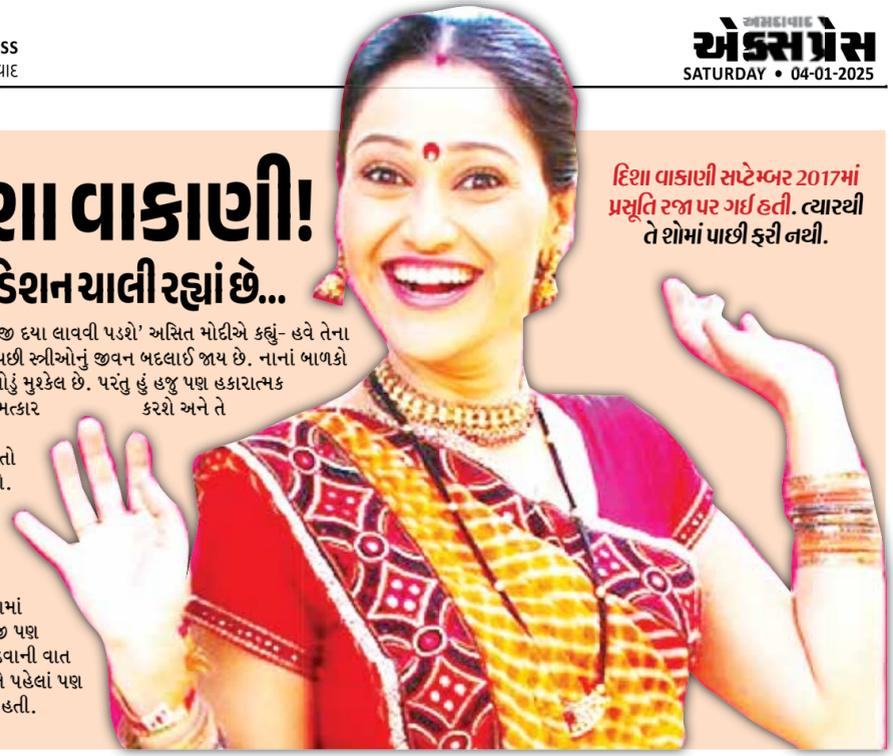 SS
વાદ
અમદાવાદ
એક્સપ્રેસ
SATURDAY • 04-01-2025
શા વાકાણી!
ડિશન ચાલી રહ્યાં છે...
દિશા વાકાણી સપ્ટેમ્બર 2017માં
પ્રસૂતિ રજા પર ગઈ હતી. ત્યારથી
તે શોમાં પાછી ફરી નથી.
જી દયા લાવવી પડશે’ અસિત મોદીએ કહ્યું- હવે તેના
પછી સ્ત્રીઓનું જીવન બદલાઈ જાય છે. નાનાં બાળકો
ોડું મુશ્કેલ છે. પરંતુ હું હજુ પણ હકારાત્મક
મત્કાર કરશે અને તે
તો
ે.
ામાં
જી પણ
ડવાની વાત
ે પહેલાં પણ
હતી.